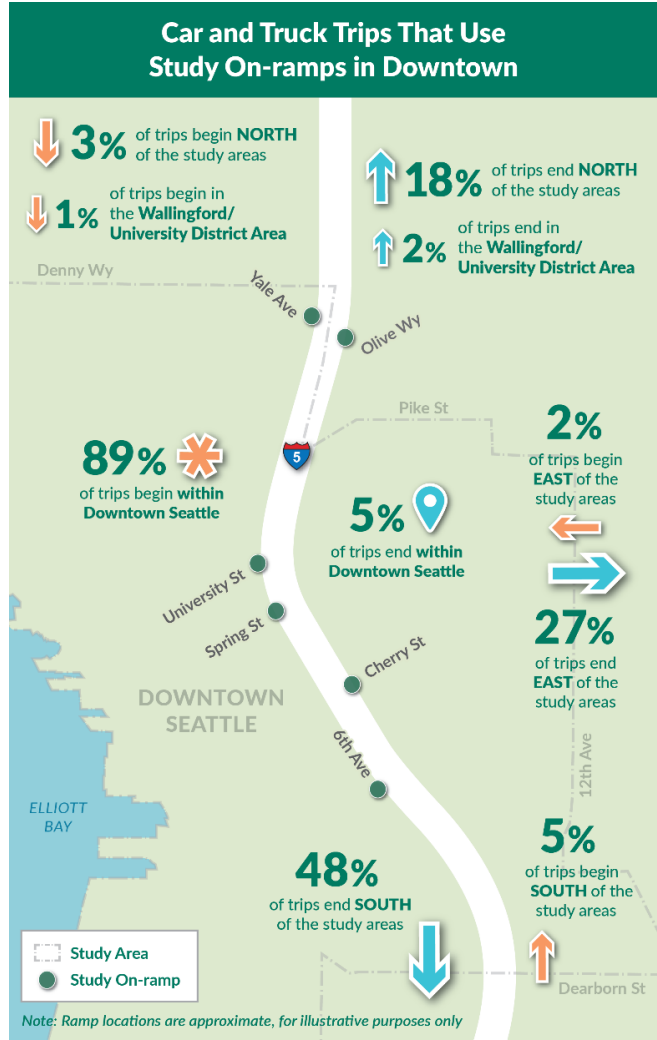 Car and Truck Trips That Use
Study On-ramps in Downtown
3% of trips begin NORTH
of the study areas
1% of trips begin in
the Wallingford/
University District Area
18% of trips end NORTH
of the study areas
2% of trips end in
the Wallingford/
University District Area
Denny Wy
Yale Ave
Olive Wy
Pike St
5
89%
of trips begin within
Downtown Seattle
5%
of trips end within
Downtown Seattle
2%
of trips begin
EAST of the
study areas
27%
of trips end
EAST of the
study areas
University St
Spring St
Cherry St
DOWNTOWN
SEATTLE
6th Ave
12th Ave
ELLIOTT
BAY
48%
of trips end SOUTH
of the study areas
5%
of trips begin
SOUTH of the
study areas
Study Area
Study On-ramp
Dearborn St
Note: Ramp locations are approximate, for illustrative purposes only